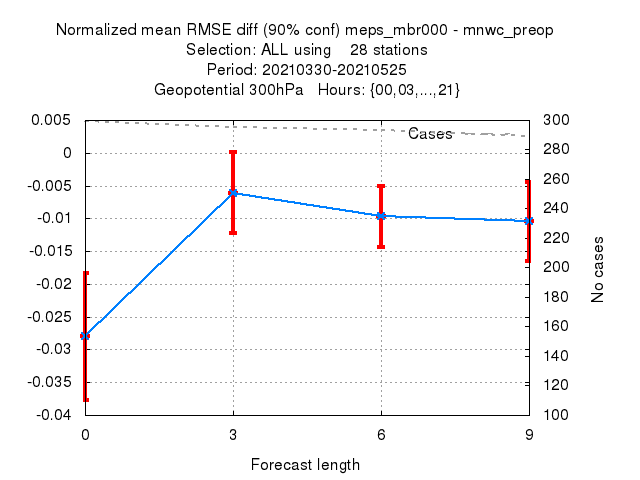 Normalized mean RMSE diff (90% conf) meps_mbr000 - mnwc_preop
Selection: ALL using 28 stations
Period: 20210330-20210525
Geopotential 300hPa Hours: {00,03,...,21}
0.005
0
-0.005
-0.01
-0.015
-0.02
-0.025
-0.03
-0.035
-0.04
Cases
300
280
260
240
220
200
180
160
140
120
100
No cases
0 3 6 9
Forecast length